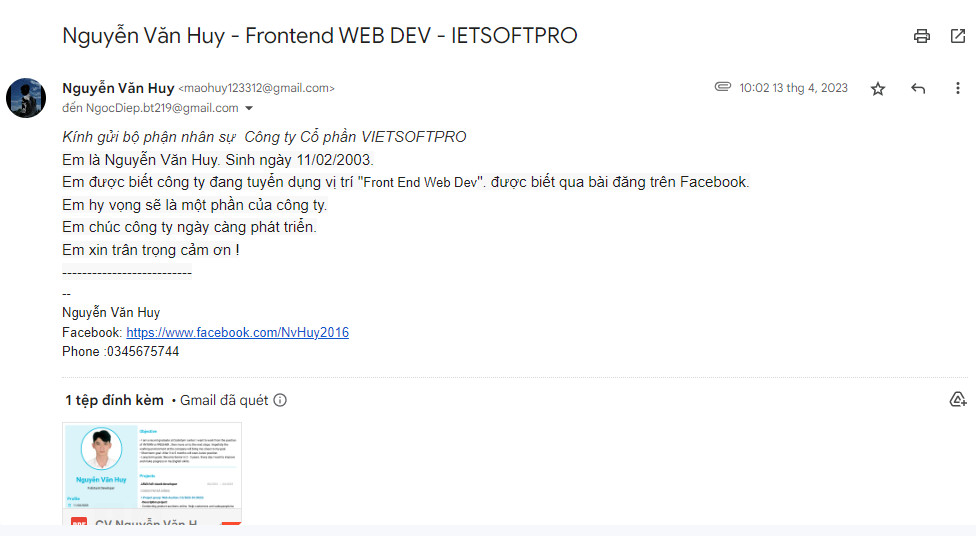 Nguyễn Văn Huy - Frontend WEB DEV - IETSOFTPRO
Nguyễn Văn Huy <maohuy123312@gmail.com>
10:02 13 thg 4, 2023
đến NgocDiep.bt219@gmail.com
Kính gửi bộ phận nhân sự Công ty Cổ phần VIETSOFTPRO
Em là Nguyễn Văn Huy. Sinh ngày 11/02/2003.
Em được biết công ty đang tuyển dụng vị trí "Front End Web Dev". được biết qua bài đăng trên Facebook.
Em hy vọng sẽ là một phần của công ty.
Em chúc công ty ngày càng phát triển.
Em xin trân trọng cảm ơn !
--------------------------
--
Nguyễn Văn Huy
Facebook: https://www.facebook.com/NvHuy2016
Phone :0345675744
1 tệp đính kèm • Gmail đã quét
Objective
Nguyễn Văn Huy
Projects
Profile
CV Nguyễn Văn H